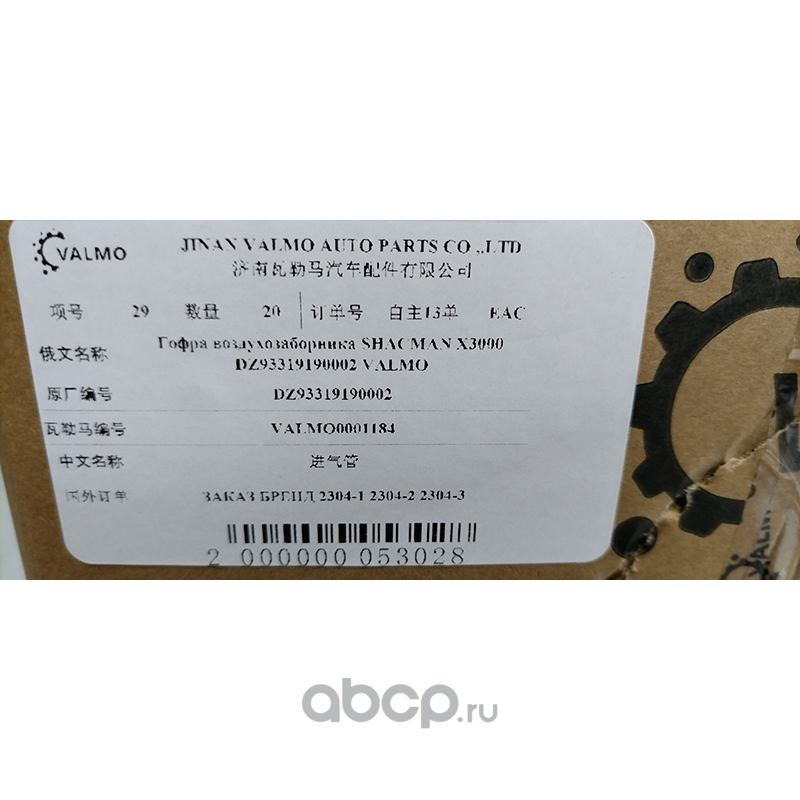 VALMO
JINAN VALMO AUTO PARTS CO .,LTD
济南瓦勒马汽车配件有限公司
项号 29 数量 20 订单号 自主13单 EAC
俄文名称 Гофра воздухозаборника SHACMAN X3000
DZ93319190002 VALMO
原厂编号 DZ93319190002
瓦勒马编号 VALMO0001184
中文名称 进气管
国外订单 ЗАКАЗ БРЕНД 2304-1 2304-2 2304-3
2 000000 053028
VALMO
abcp.ru